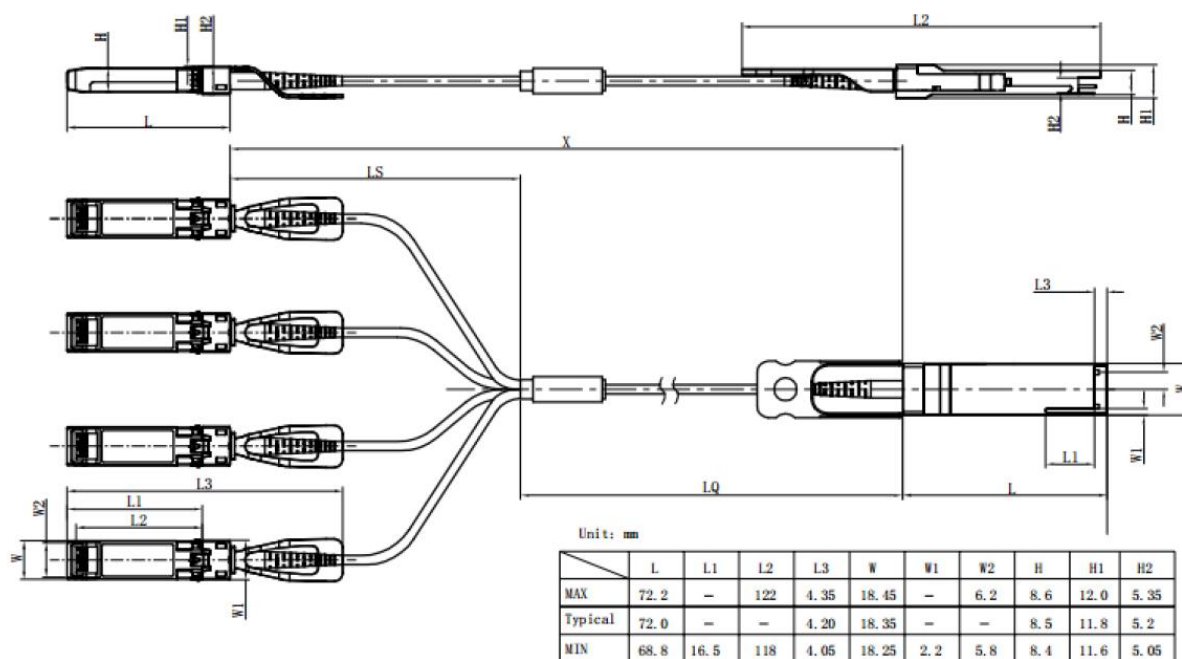 L2
H H1 H2
H2 H H1
L
X
LS
L3
W2
W
W1
L1
L3
L1
L2
W2
W
W1
LQ
L
Unit: mm
L L1 L2 L3 W W1 W2 H H1 H2
MAX 72.2 — 122 4.35 18.45 — 6.2 8.6 12.0 5.35
Typical 72.0 — — 4.20 18.35 — — 8.5 11.8 5.2
MIN 68.8 16.5 118 4.05 18.25 2.2 5.8 8.4 11.6 5.05